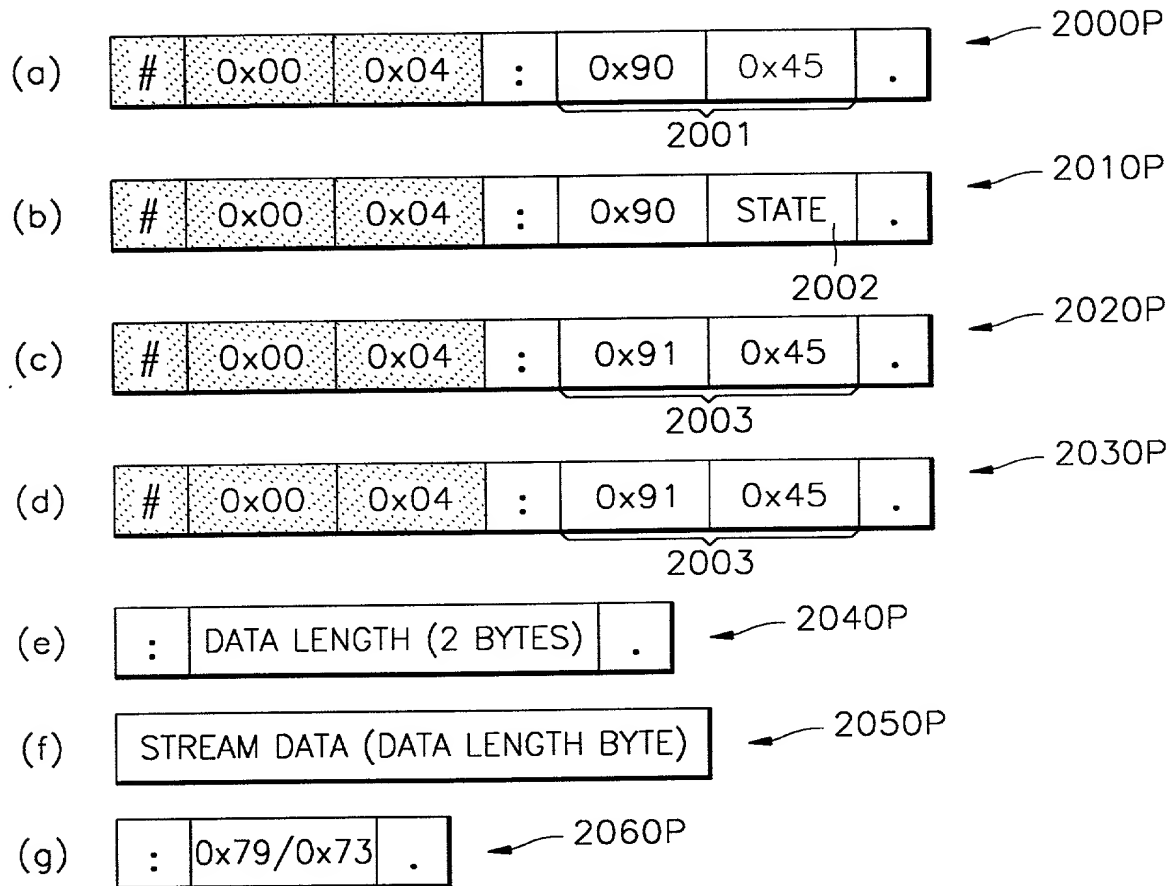 (a) # 0x00 0x04 : 0x90 0x45 . 2000P
2001
(b) # 0x00 0x04 : 0x90 STATE . 2010P
2002
(c) # 0x00 0x04 : 0x91 0x45 . 2020P
2003
(d) # 0x00 0x04 : 0x91 0x45 . 2030P
2003
(e) : DATA LENGTH (2 BYTES) . 2040P
(f) STREAM DATA (DATA LENGTH BYTE) 2050P
(g) : 0x79/0x73 . 2060P